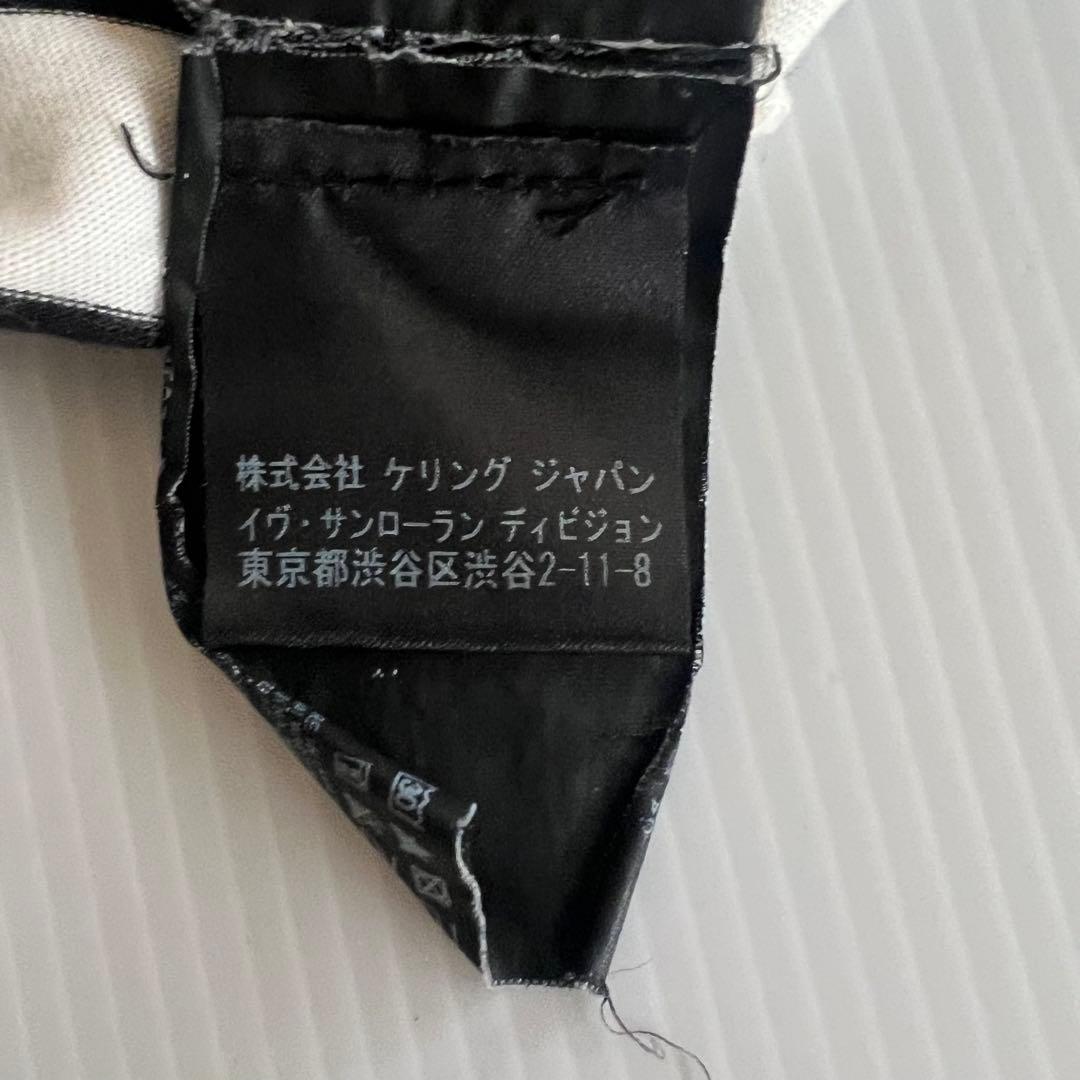 株式会社 ケリング ジャパン
イヴ・サンローラン ディビジョン
東京都渋谷区渋谷2-11-8